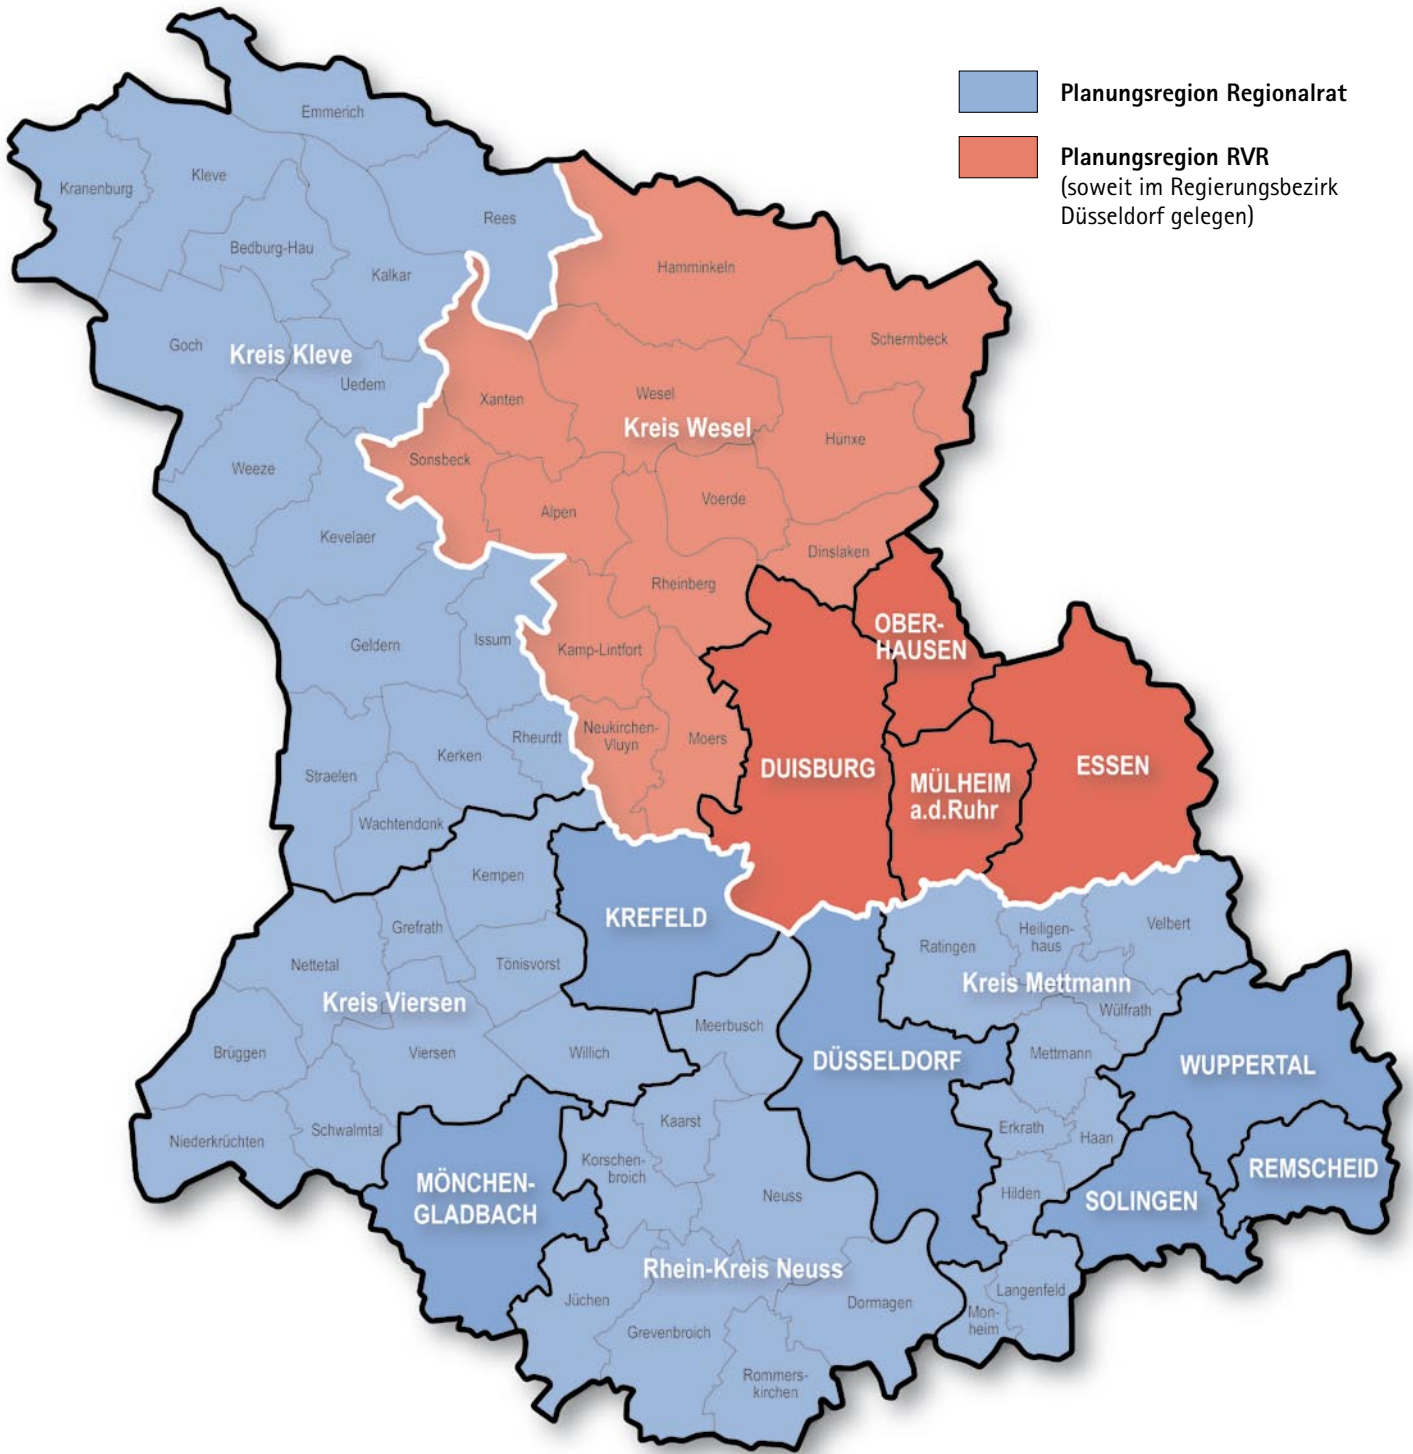 Planungsregion Regionalrat
Planungsregion RVR
(soweit im Regierungsbezirk
Düsseldorf gelegen)
Emmerich
Kranenburg
Kleve
Rees
Bedburg-Hau
Kalkar
Hamminkeln
Goch
Kreis Kleve
Uedem
Schermbeck
Xanten
Wesel
Kreis Wesel
Hünxe
Sonsbeck
Weeze
Voerde
Alpen
Kevelaer
Dinslaken
Rheinberg
OBER-
HAUSEN
Issum
Geldern
Kamp-Lintfort
Neukirchen-
Vluyn
Moers
Rheurdt
Kerken
Straelen
DUISBURG
MÜLHEIM
a.d.Ruhr
ESSEN
Wachtendonk
Kempen
KREFELD
Grefrath
Velbert
Heiligen-
haus
Ratingen
Nettetal
Tönisvorst
Kreis Mettmann
Kreis Viersen
Wülfrath
Meerbusch
Brüggen
Viersen
Willich
DÜSSELDORF
Mettmann
WUPPERTAL
Kaarst
Erkrath
Haan
Niederkrüchten
Schwalmtal
Korschen-
broich
REMSCHEID
MÖNCHEN-
GLADBACH
Neuss
Hilden
SOLINGEN
Rhein-Kreis Neuss
Langenfeld
Jüchen
Dormagen
Mon-
heim
Grevenbroich
Rommers-
kirchen